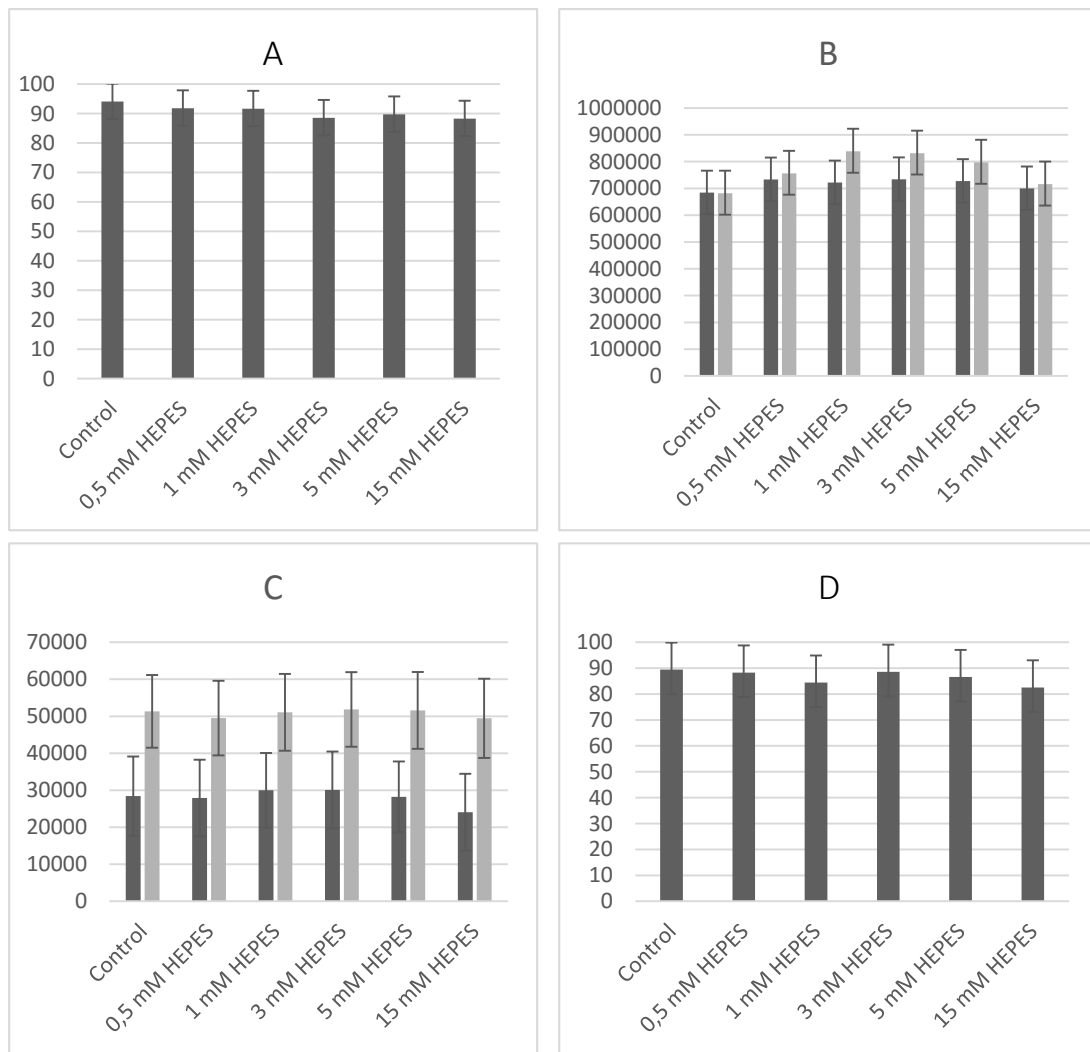 A
100
90
80
70
60
50
40
30
20
10
0
Control
0,5 mM HEPES
1 mM HEPES
3 mM HEPES
5 mM HEPES
15 mM HEPES
B
1000000
900000
800000
700000
600000
500000
400000
300000
200000
100000
0
Control
0,5 mM HEPES
1 mM HEPES
3 mM HEPES
5 mM HEPES
15 mM HEPES
C
70000
60000
50000
40000
30000
20000
10000
0
Control
0,5 mM HEPES
1 mM HEPES
3 mM HEPES
5 mM HEPES
15 mM HEPES
D
100
90
80
70
60
50
40
30
20
10
0
Control
0,5 mM HEPES
1 mM HEPES
3 mM HEPES
5 mM HEPES
15 mM HEPES